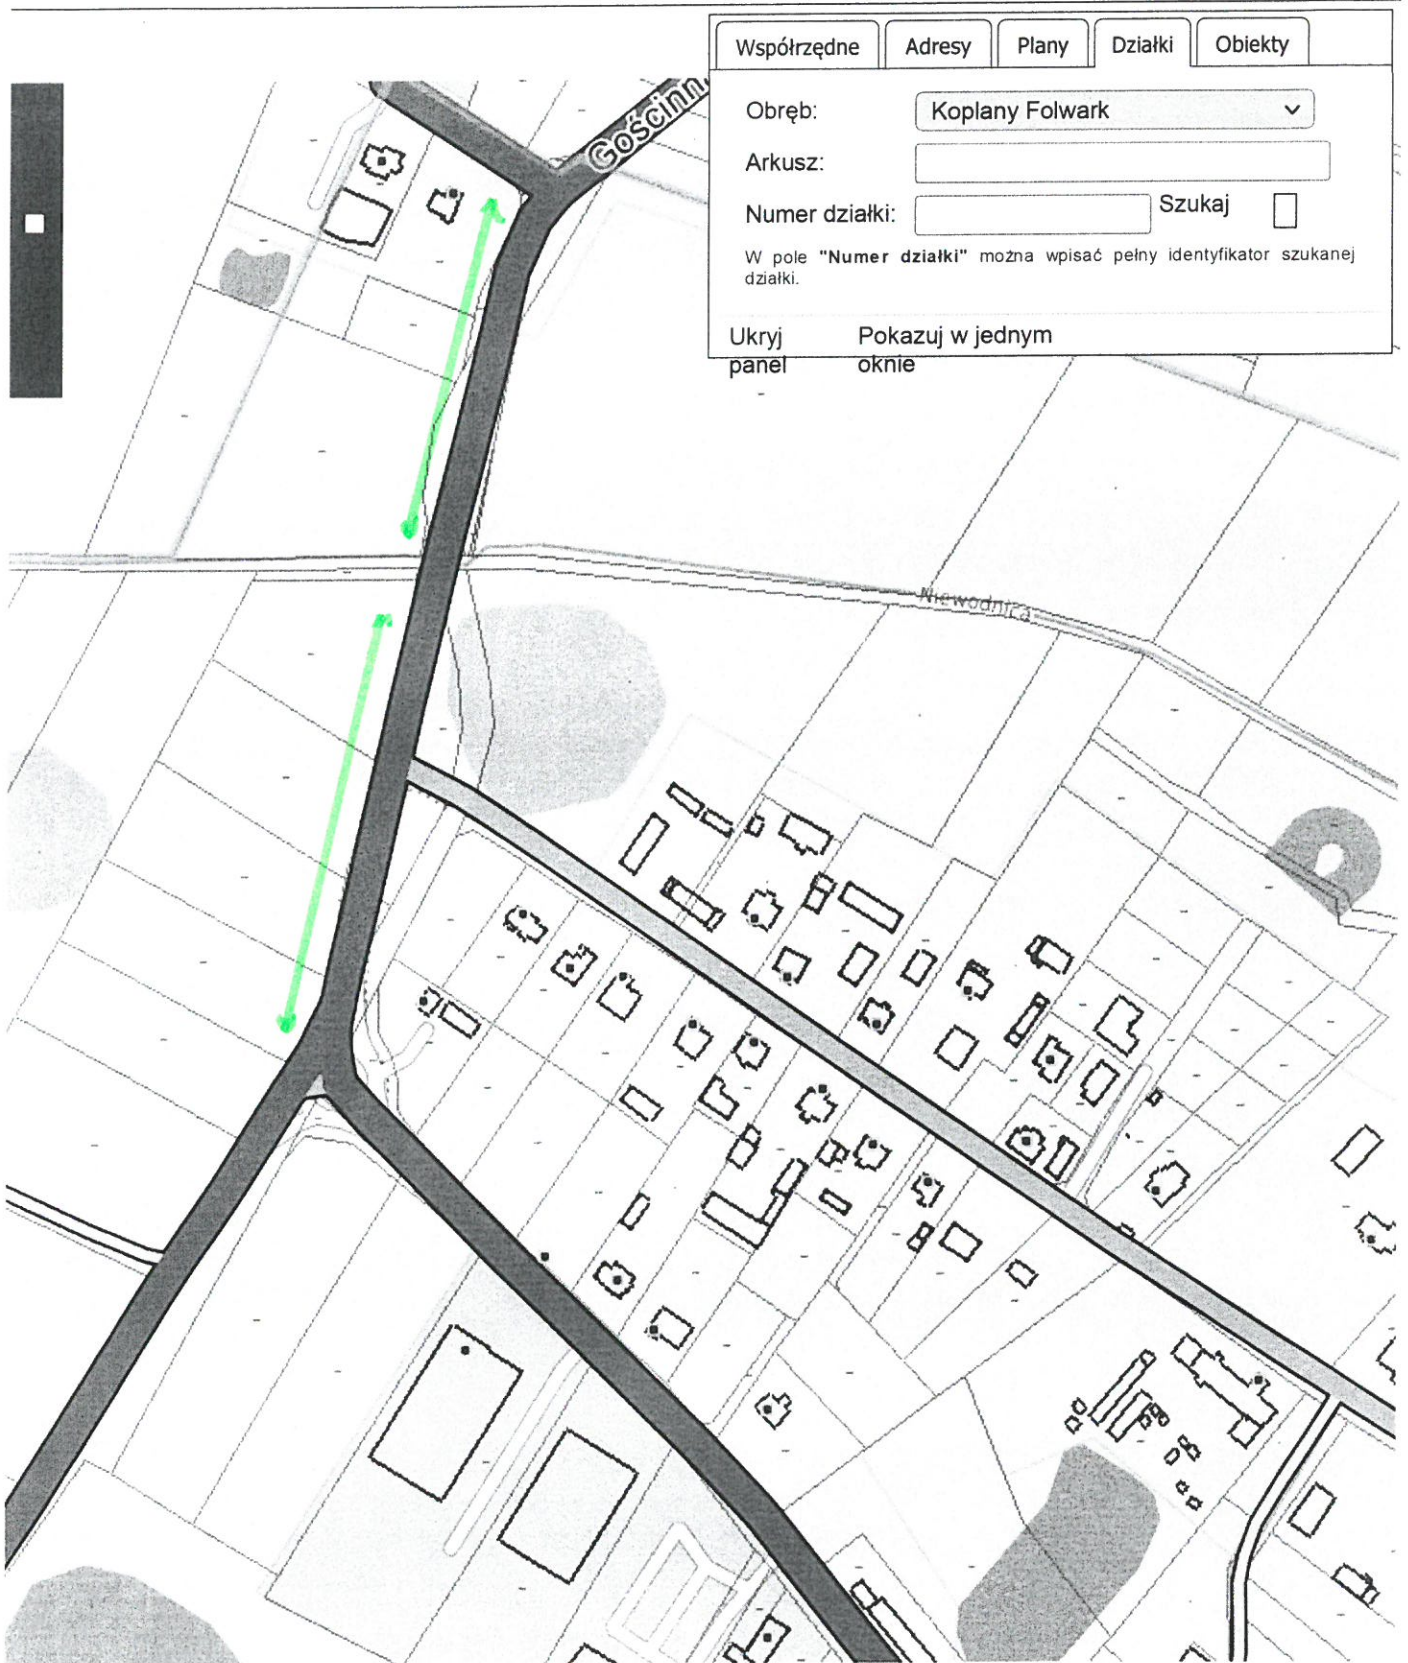 Współrzędne Adresy Plany Działki Obiekty
Obręb: Koplany Folwark
Arkusz:
Numer działki: Szukaj
W pole "Numer działki" można wpisać pełny identyfikator szukanej
działki.
Ukryj Pokazuj w jednym
panel oknie
Gościnn
Niewodnica